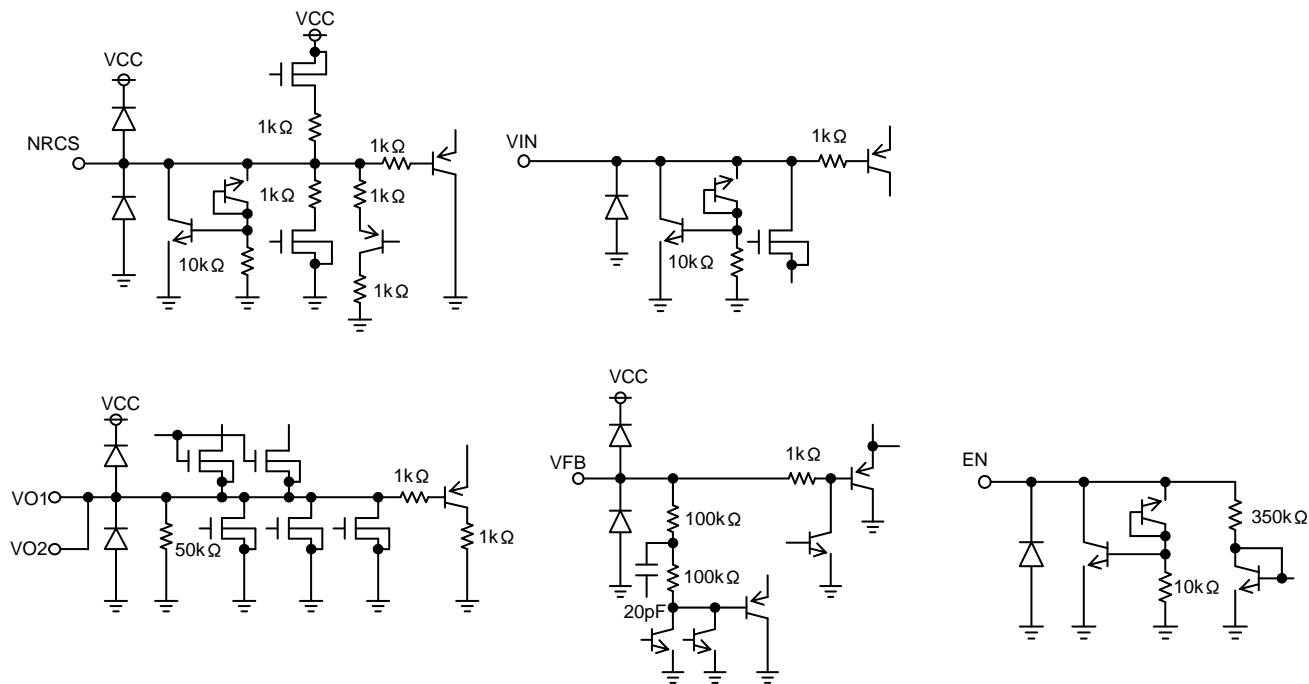 VCC
VCC
1kΩ
NRCS
1kΩ
1kΩ
1kΩ
10kΩ
1kΩ
VIN
1kΩ
10kΩ
VCC
VO1
VO2
50kΩ
1kΩ
1kΩ
VCC
VFB
1kΩ
100kΩ
100kΩ
20pF
EN
350kΩ
10kΩ